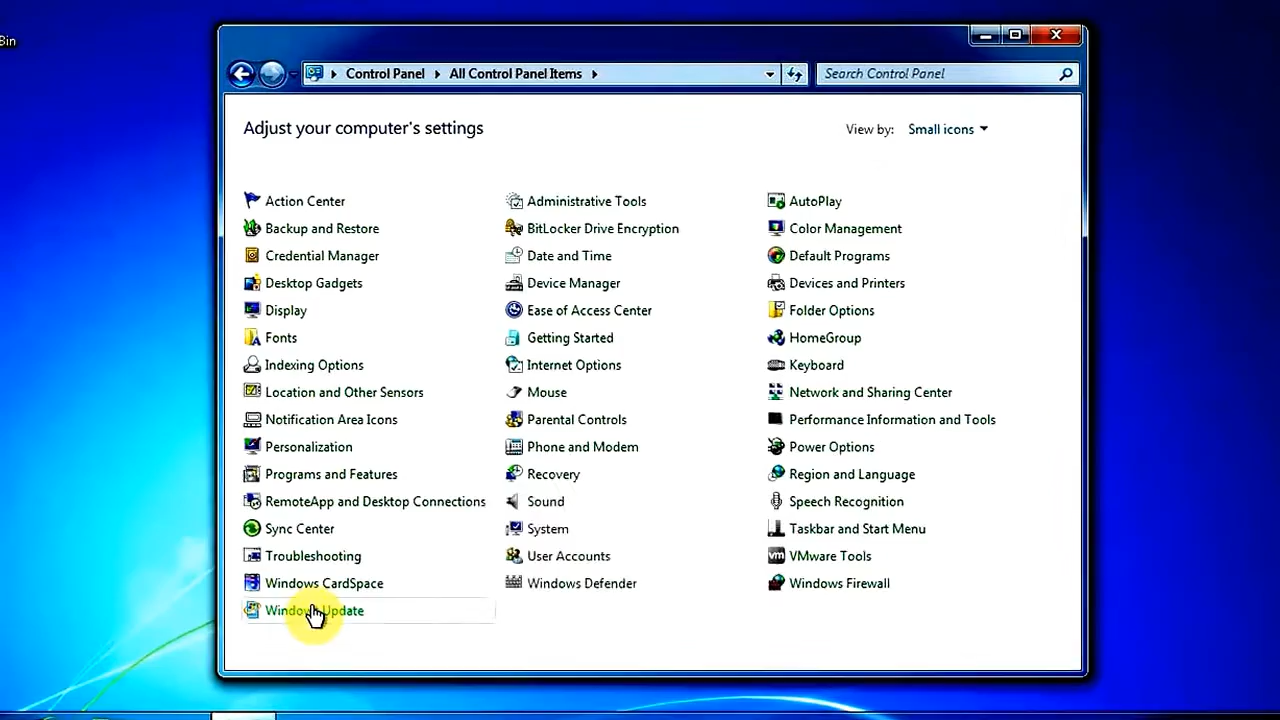 Bin
Control Panel All Control Panel Items
Search Control Panel
Adjust your computer's settings
View by: Small icons
Action Center Administrative Tools AutoPlay
Backup and Restore BitLocker Drive Encryption Color Management
Credential Manager Date and Time Default Programs
Desktop Gadgets Device Manager Devices and Printers
Display Ease of Access Center Folder Options
Fonts Getting Started HomeGroup
Indexing Options Internet Options Keyboard
Location and Other Sensors Mouse Network and Sharing Center
Notification Area Icons Parental Controls Performance Information and Tools
Personalization Phone and Modem Power Options
Programs and Features Recovery Region and Language
RemoteApp and Desktop Connections Sound Speech Recognition
Sync Center System Taskbar and Start Menu
Troubleshooting User Accounts VMware Tools
Windows CardSpace Windows Defender Windows Firewall
Windows Update